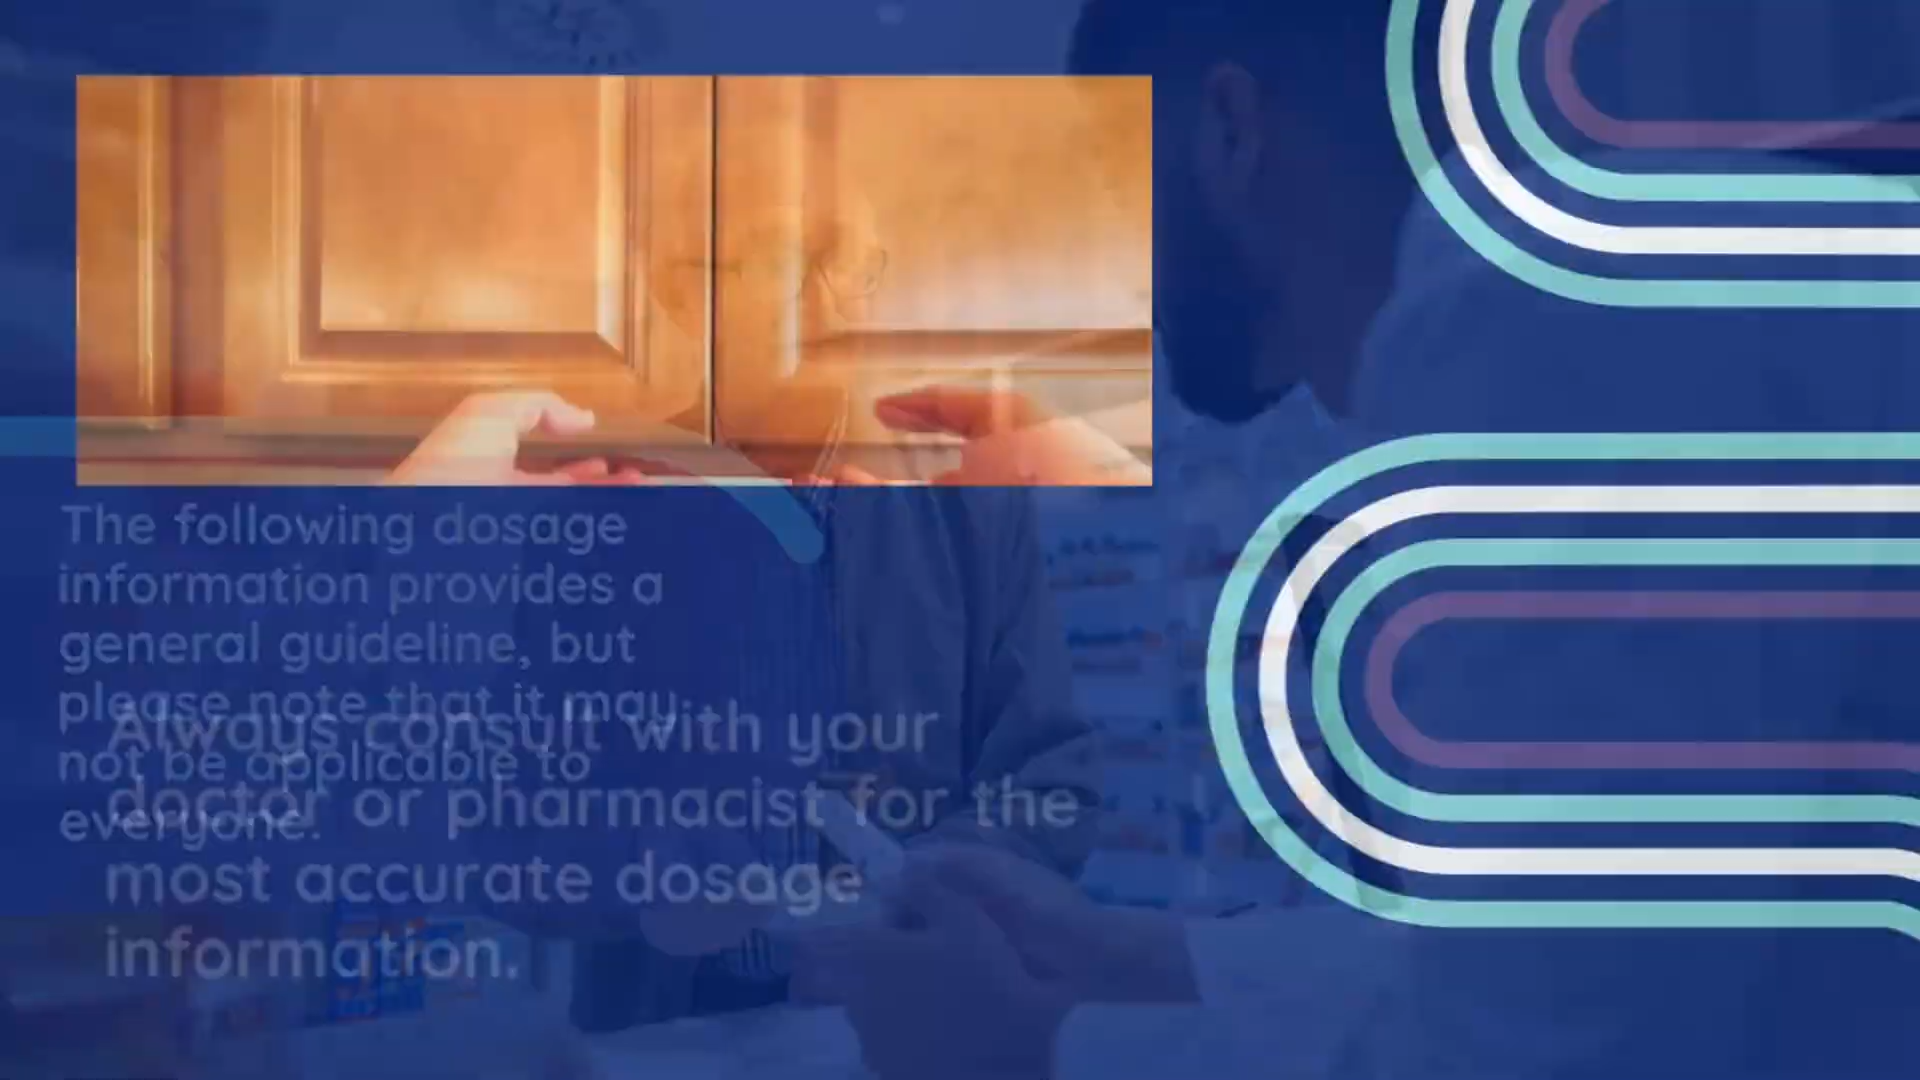 The following dosage
information provides a
general guideline, but
please note that it may
not be applicable to
everyone.
Always consult with your
doctor or pharmacist for the
most accurate dosage
information.